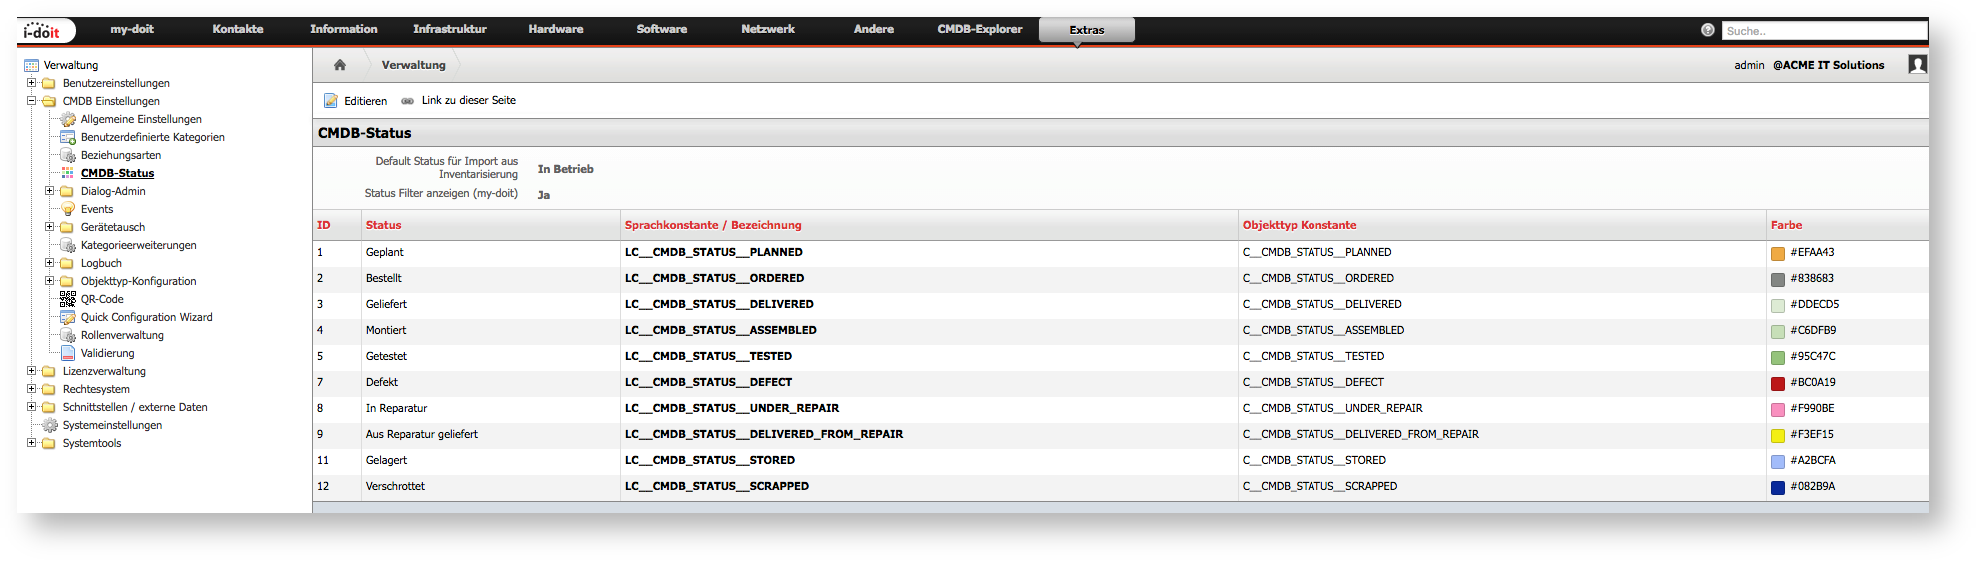 i-doit my-doit Kontakte Information Infrastruktur Hardware Software Netzwerk Andere CMDB-Explorer Extras Suche..
Verwaltung
Benutzereinstellungen
CMDB Einstellungen
Allgemeine Einstellungen
Benutzerdefinierte Kategorien
Beziehungsarten
CMDB-Status
Dialog-Admin
Events
Gerätetausch
Kategorieerweiterungen
Logbuch
Objekttyp-Konfiguration
QR-Code
Quick Configuration Wizard
Rollenverwaltung
Validierung
Lizenzverwaltung
Rechtesystem
Schnittstellen / externe Daten
Systemeinstellungen
Systemtools
Verwaltung admin @ACME IT Solutions
Editieren Link zu dieser Seite
CMDB-Status
Default Status für Import aus
Inventarisierung In Betrieb
Status Filter anzeigen (my-doit) Ja
ID Status Sprachkonstante / Bezeichnung Objekttyp Konstante Farbe
1 Geplant LC__CMDB_STATUS__PLANNED C__CMDB_STATUS__PLANNED #EFAA43
2 Bestellt LC__CMDB_STATUS__ORDERED C__CMDB_STATUS__ORDERED #838683
3 Geliefert LC__CMDB_STATUS__DELIVERED C__CMDB_STATUS__DELIVERED #DDECD5
4 Montiert LC__CMDB_STATUS__ASSEMBLED C__CMDB_STATUS__ASSEMBLED #C6DFB9
5 Getestet LC__CMDB_STATUS__TESTED C__CMDB_STATUS__TESTED #95C47C
7 Defekt LC__CMDB_STATUS__DEFECT C__CMDB_STATUS__DEFECT #BC0A19
8 In Reparatur LC__CMDB_STATUS__UNDER_REPAIR C__CMDB_STATUS__UNDER_REPAIR #F990BE
9 Aus Reparatur geliefert LC__CMDB_STATUS__DELIVERED_FROM_REPAIR C__CMDB_STATUS__DELIVERED_FROM_REPAIR #F3EF15
11 Gelagert LC__CMDB_STATUS__STORED C__CMDB_STATUS__STORED #A2BCFA
12 Verschrottet LC__CMDB_STATUS__SCRAPPED C__CMDB_STATUS__SCRAPPED #082B9A